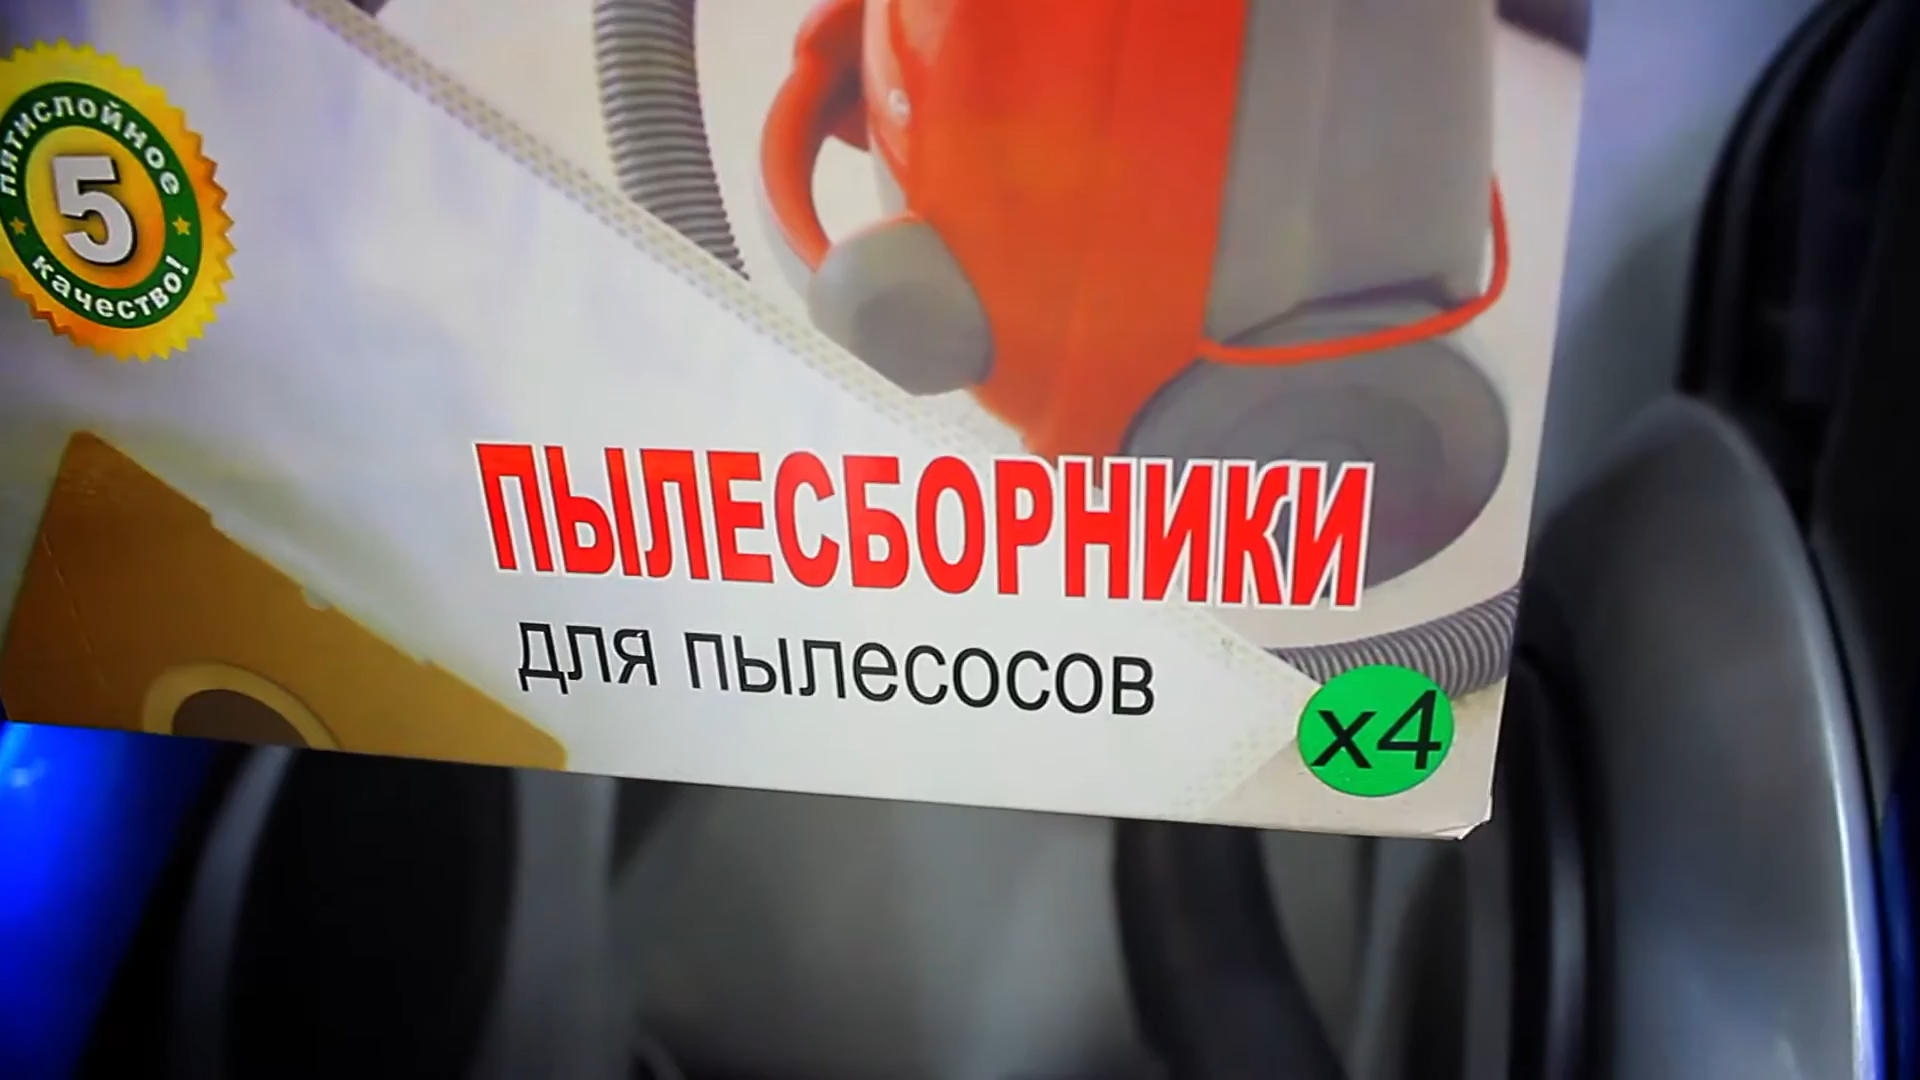 ПЯТИСЛОЙНОЕ
5
качество!
ПЫЛЕСБОРНИКИ
для пылесосов
x4